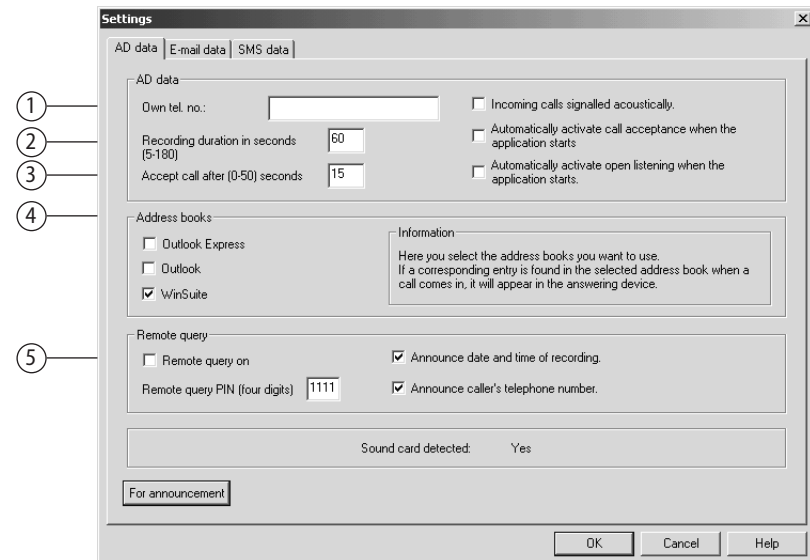 Settings
AD data E-mail data SMS data
AD data
1 Own tel. no.: Incoming calls signalled acoustically.
2 Recording duration in seconds 60 Automatically activate call acceptance when the
(5-180) application starts
3 Accept call after (0-50) seconds 15 Automatically activate open listening when the
application starts.
4 Address books
Outlook Express
Outlook
WinSuite
Information
Here you select the address books you want to use.
If a corresponding entry is found in the selected address book when a
call comes in, it will appear in the answering device.
5 Remote query
Remote query on Announce date and time of recording.
Remote query PIN (four digits) 1111 Announce caller's telephone number.
Sound card detected: Yes
For announcement
OK Cancel Help